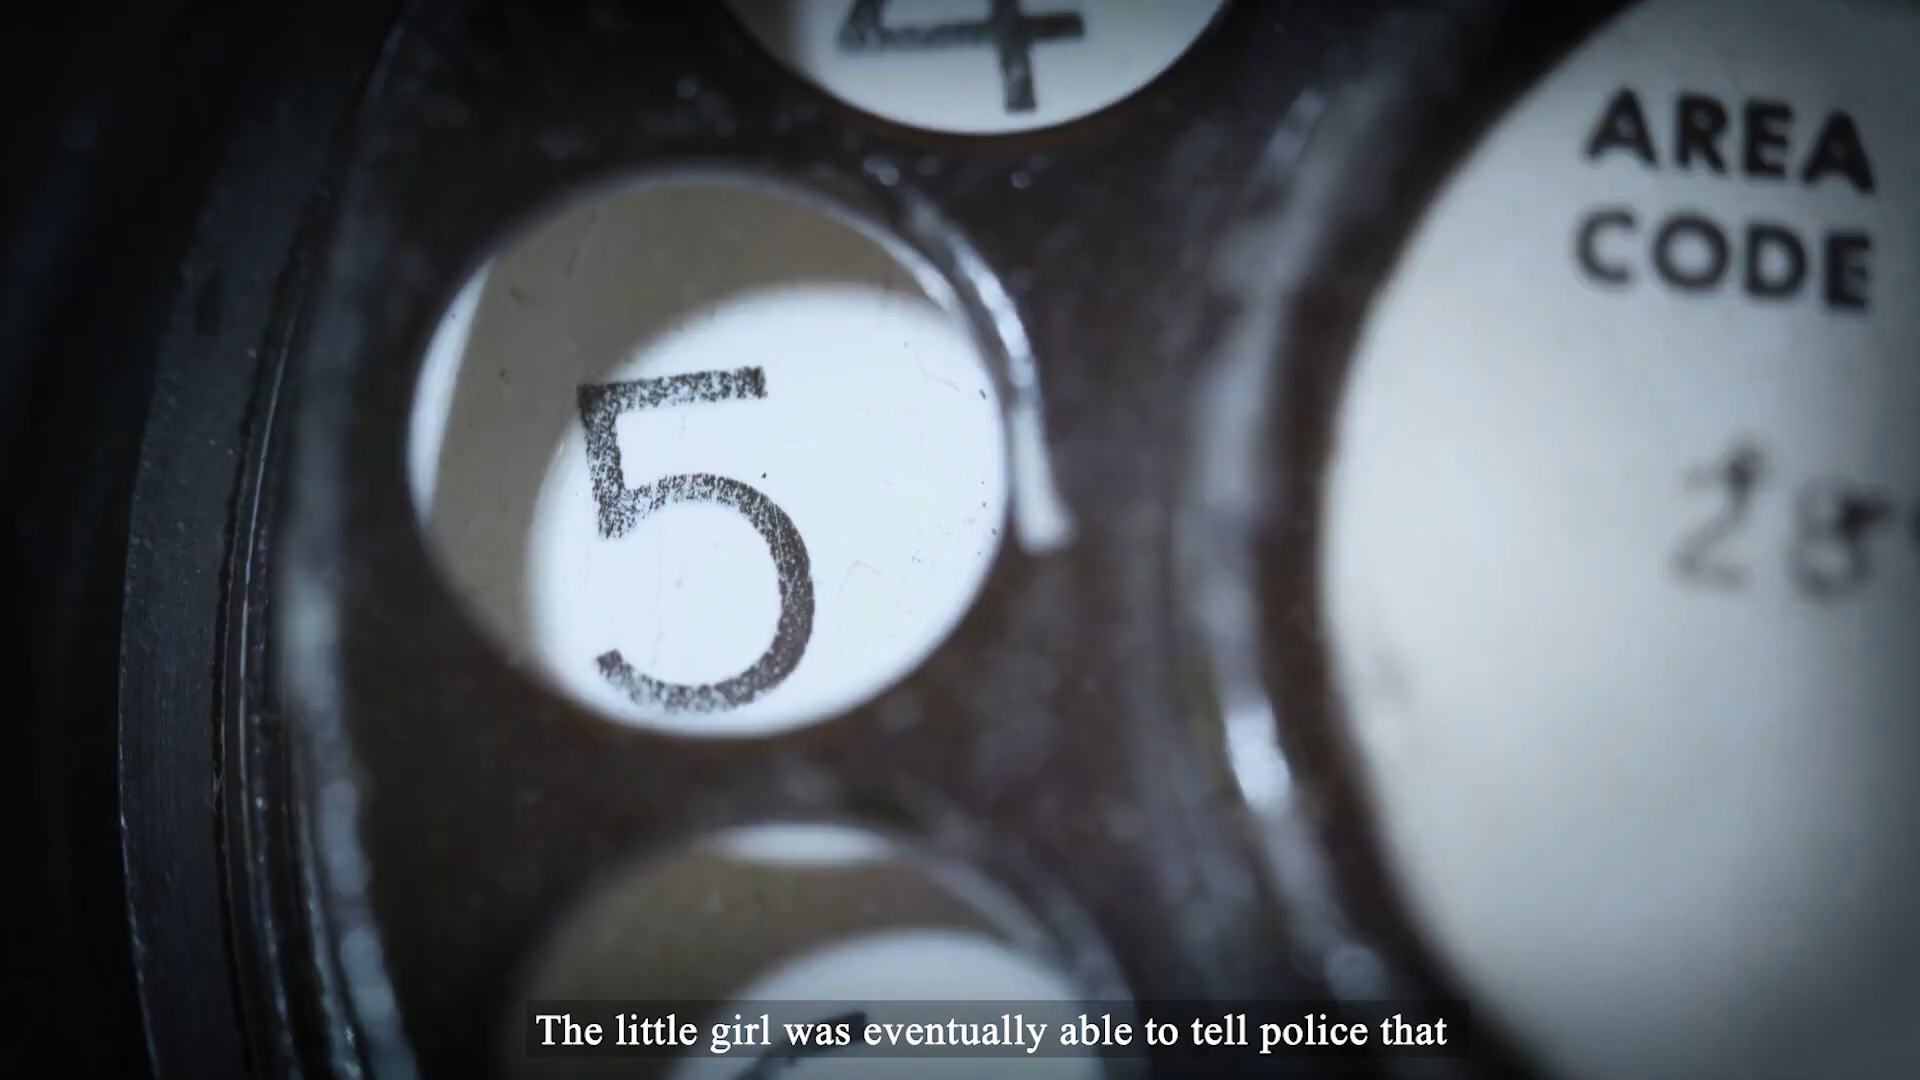 4
AREA
CODE
5
The little girl was eventually able to tell police that